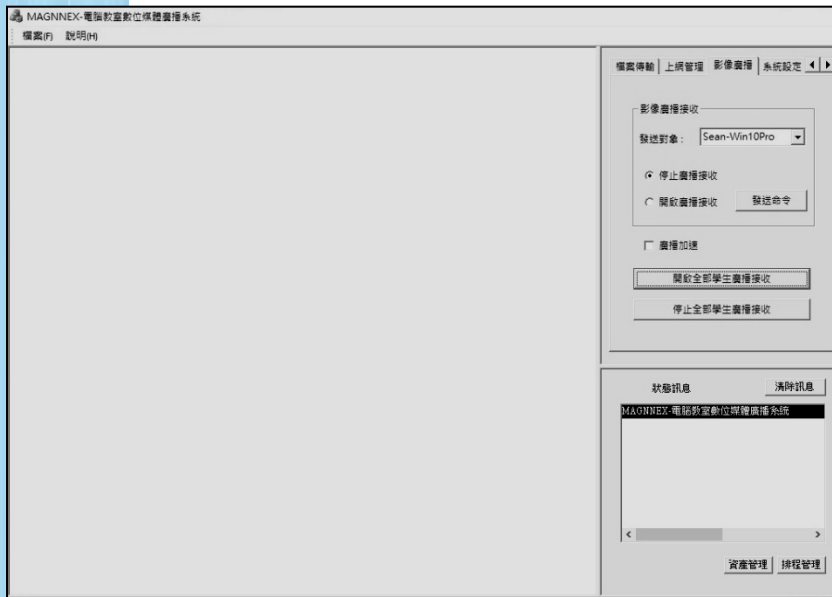 MAGNNEX-電腦教室數位媒體廣播系統
檔案(F) 說明(H)
檔案傳輸 上網管理 影像廣播 系統設定
影像廣播接收
發送對象： Sean-Win10Pro
停止廣播接收
開啟廣播接收 發送命令
廣播加速
開啟全部學生廣播接收
停止全部學生廣播接收
狀態訊息 清除訊息
MAGNNEX-電腦教室數位媒體廣播系統
資產管理 排程管理